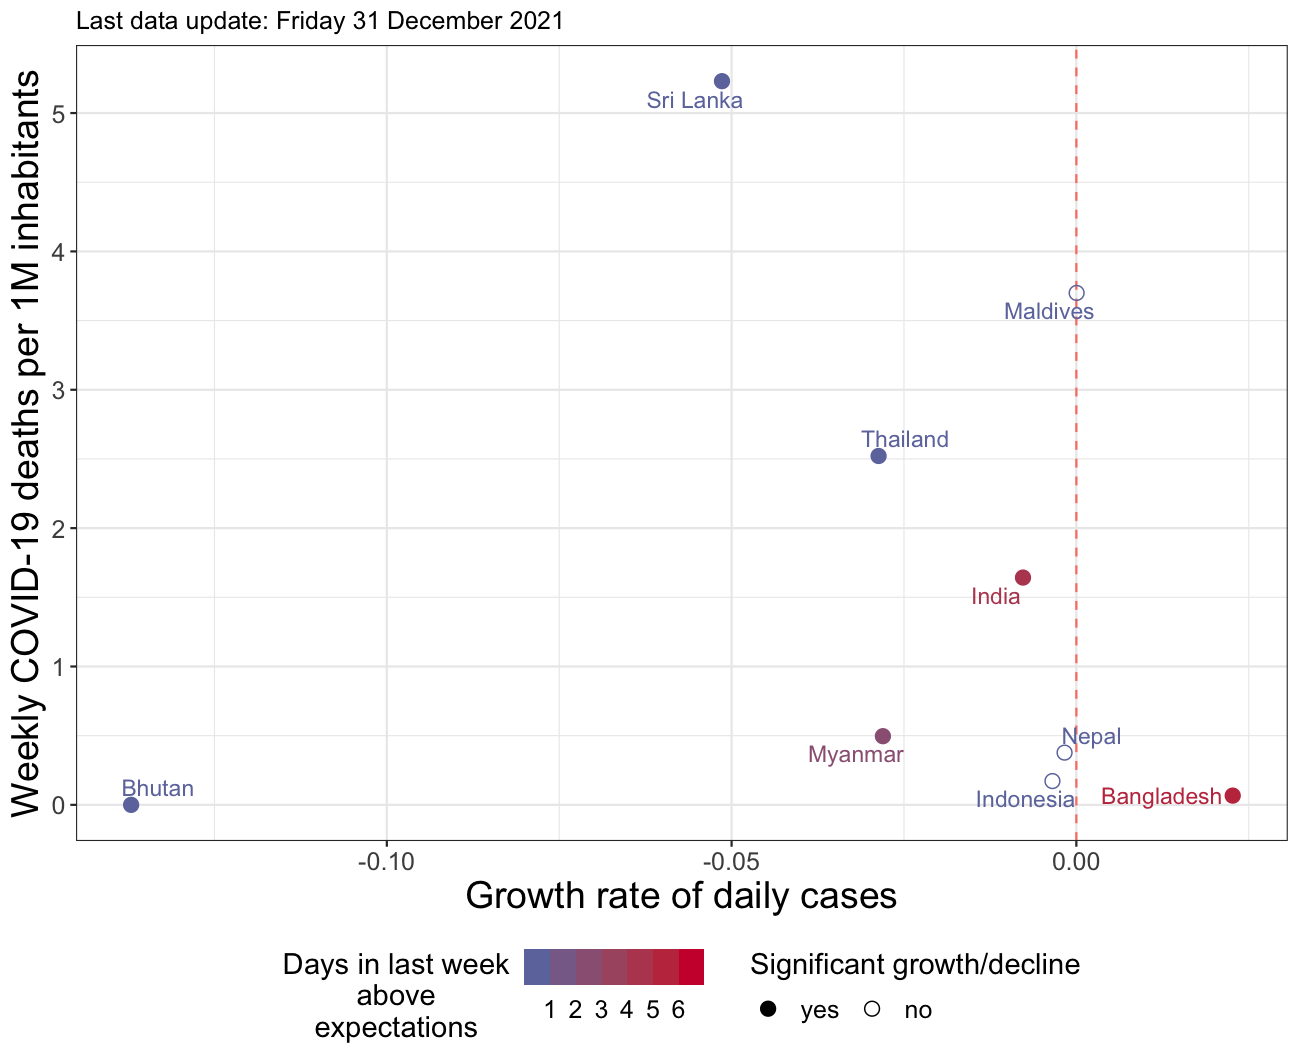 Last data update: Friday 31 December 2021
Weekly COVID-19 deaths per 1M inhabitants
5
4
3
2
1
0
Sri Lanka
Maldives
Thailand
India
Myanmar
Nepal
Bhutan
Indonesia
Bangladesh
-0.10 -0.05 0.00
Growth rate of daily cases
Days in last week
above
expectations
1 2 3 4 5 6
Significant growth/decline
yes no